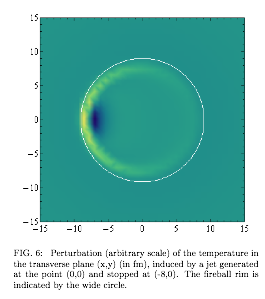 15
10
5
0
−5
−10
−15
−15 −10 −5 0 5 10 15
FIG. 6: Perturbation (arbitrary scale) of the temperature in
the transverse plane (x,y) (in fm), induced by a jet generated
at the point (0,0) and stopped at (-8,0). The fireball rim is
indicated by the wide circle.